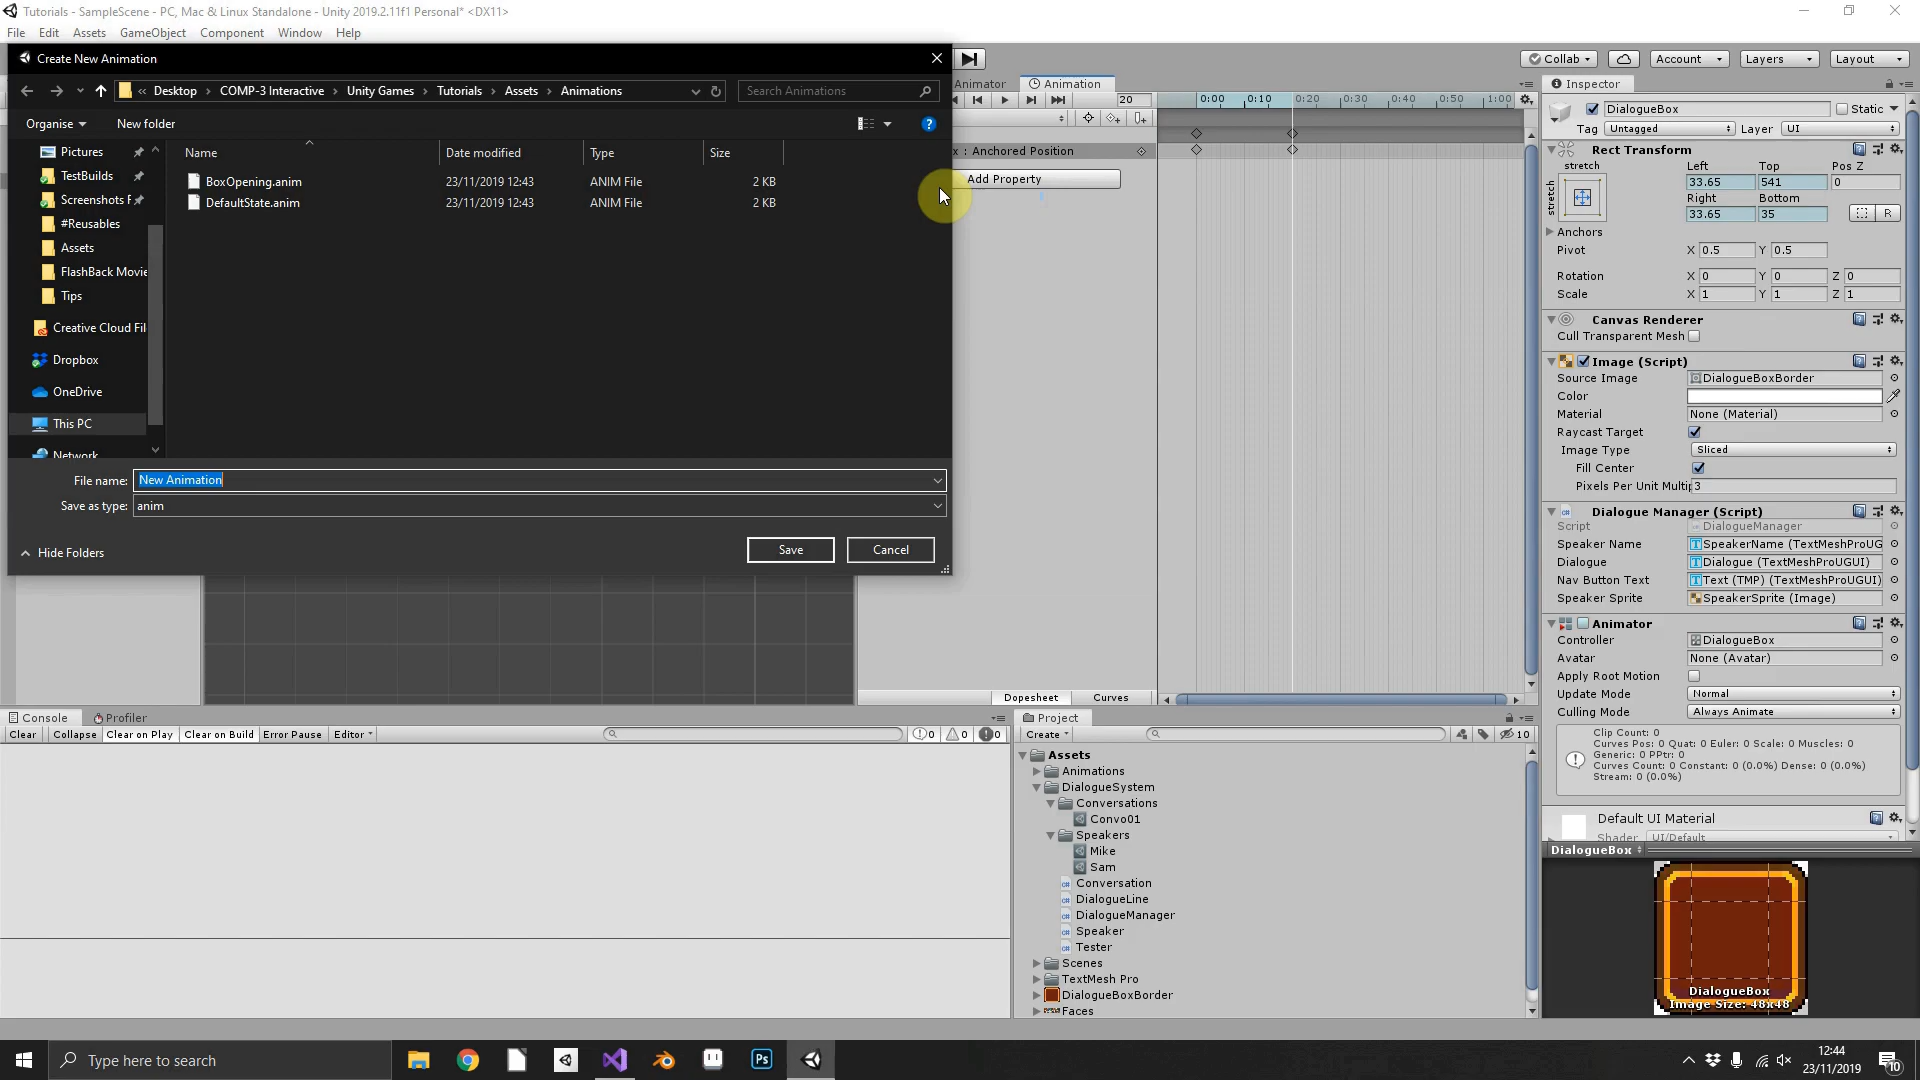 Tutorials - SampleScene - PC, Mac & Linux Standalone - Unity 2019.2.11f1 Personal* <DX11>
File Edit Assets GameObject Component Window Help
Create New Animation
« Desktop COMP-3 Interactive Unity Games Tutorials Assets Animations
Search Animations
Organise New folder
Pictures
TestBuilds
Screenshots F
#Reusables
Assets
FlashBack Movie
Tips
Creative Cloud Fil
Dropbox
OneDrive
This PC
Network
Name Date modified Type Size
BoxOpening.anim 23/11/2019 12:43 ANIM File 2 KB
DefaultState.anim 23/11/2019 12:43 ANIM File 2 KB
File name: New Animation
Save as type: anim
Hide Folders
Save Cancel
Collab Account Layers Layout
Animator Animation
20 0:00 0:10 0:20 0:30 0:40 0:50 1:00
x : Anchored Position
Add Property
Dopesheet Curves
Inspector
DialogueBox Static
Tag Untagged Layer UI
Rect Transform
stretch
stretch
Left Top Pos Z
33.65 541 0
Right Bottom
33.65 35 R
Anchors
Pivot X 0.5 Y 0.5
Rotation X 0 Y 0 Z 0
Scale X 1 Y 1 Z 1
Canvas Renderer
Cull Transparent Mesh
Image (Script)
Source Image DialogueBoxBorder
Color
Material None (Material)
Raycast Target
Image Type Sliced
Fill Center
Pixels Per Unit Multip 3
Dialogue Manager (Script)
Script DialogueManager
Speaker Name SpeakerName (TextMeshProUG
Dialogue Dialogue (TextMeshProUGUI)
Nav Button Text Text (TMP) (TextMeshProUGUI)
Speaker Sprite SpeakerSprite (Image)
Animator
Controller DialogueBox
Avatar None (Avatar)
Apply Root Motion
Update Mode Normal
Culling Mode Always Animate
Clip Count: 0
Curves Pos: 0 Quat: 0 Euler: 0 Scale: 0 Muscles: 0
Generic: 0 PPtr: 0
Curves Count: 0 Constant: 0 (0.0%) Dense: 0 (0.0%)
Stream: 0 (0.0%)
Default UI Material
Shader UI/Default
DialogueBox
DialogueBox
Image Size: 48x48
Console Profiler
Clear Collapse Clear on Play Clear on Build Error Pause Editor
0 0 0
Project
Create 10
Assets
Animations
DialogueSystem
Conversations
Convo01
Speakers
Mike
Sam
Conversation
DialogueLine
DialogueManager
Speaker
Tester
Scenes
TextMesh Pro
DialogueBoxBorder
Faces
Type here to search
Ps
12:44
23/11/2019
10